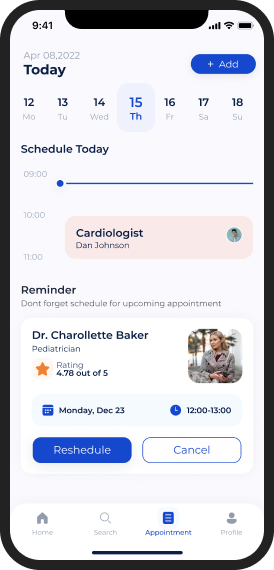 9:41
Apr 08,2022
Today
+ Add
12 13 14 15 16 17 18
Mo Tu Wed Th Fr Sa Su
Schedule Today
09:00
10:00
Cardiologist
Dan Johnson
11:00
Reminder
Dont forget schedule for upcoming appointment
Dr. Charollette Baker
Pediatrician
Rating
4.78 out of 5
Monday, Dec 23 12:00-13:00
Reshedule Cancel
Home Search Appointment Profile